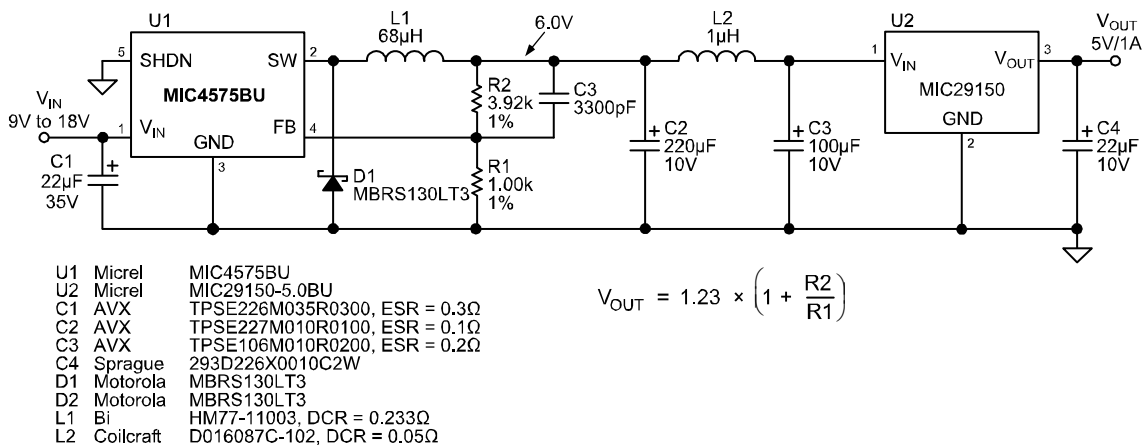 U1
L1
68µH
6.0V
L2
1µH
U2
VOUT
5V/1A
5
SHDN
SW
2
MIC4575BU
R2
3.92k
1%
C3
3300pF
1
VIN
VOUT
3
MIC29150
GND
2
VIN
9V to 18V
1
VIN
FB
4
GND
3
C1
22µF
35V
+
D1
MBRS130LT3
R1
1.00k
1%
+
C2
220µF
10V
+
C3
100µF
10V
+
C4
22µF
10V
U1 Micrel MIC4575BU
U2 Micrel MIC29150-5.0BU
C1 AVX TPSE226M035R0300, ESR = 0.3Ω
C2 AVX TPSE227M010R0100, ESR = 0.1Ω
C3 AVX TPSE106M010R0200, ESR = 0.2Ω
C4 Sprague 293D226X0010C2W
D1 Motorola MBRS130LT3
D2 Motorola MBRS130LT3
L1 Bi HM77-11003, DCR = 0.233Ω
L2 Coilcraft D016087C-102, DCR = 0.05Ω
VOUT = 1.23 × (1 + R2/R1)